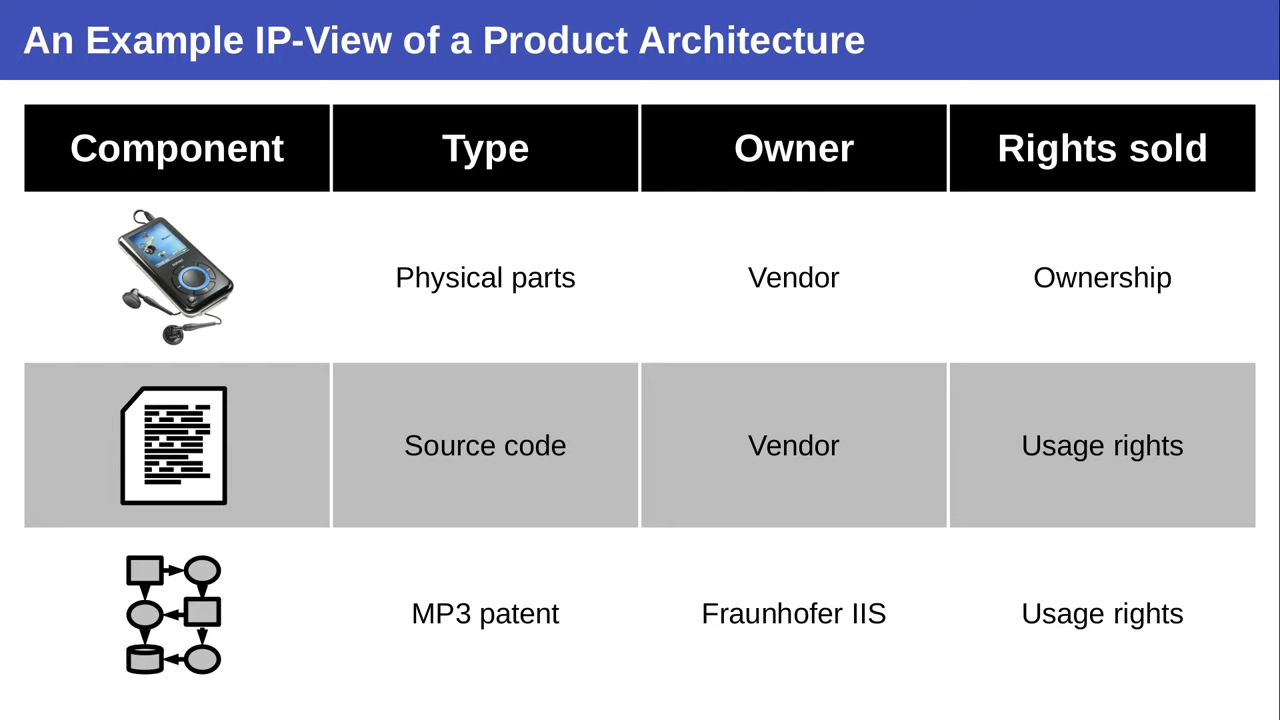 An Example IP-View of a Product Architecture
Component Type Owner Rights sold
Physical parts Vendor Ownership
Source code Vendor Usage rights
MP3 patent Fraunhofer IIS Usage rights